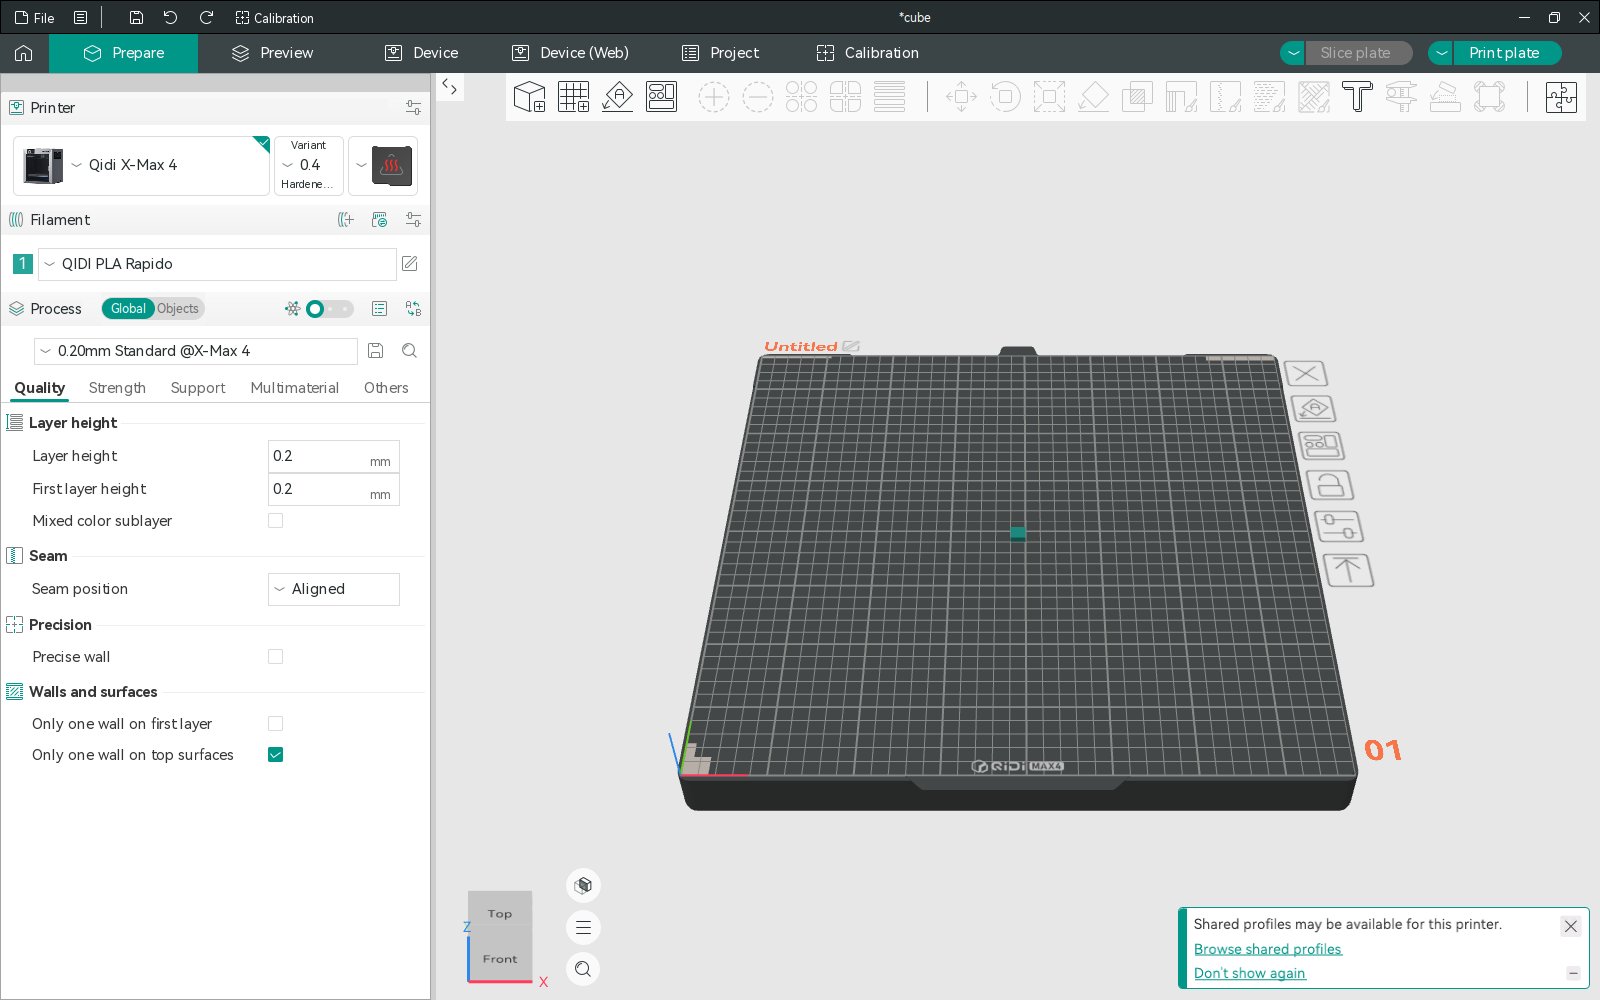 File
Calibration
*cube
Prepare
Preview
Device
Device (Web)
Project
Calibration
Slice plate
Print plate
Printer
Qidi X-Max 4
Variant
0.4
Hardene...
Filament
1
QIDI PLA Rapido
Process
Global
Objects
0.20mm Standard @X-Max 4
Quality
Strength
Support
Multimaterial
Others
Layer height
Layer height
0.2
mm
First layer height
0.2
mm
Mixed color sublayer
Seam
Seam position
Aligned
Precision
Precise wall
Walls and surfaces
Only one wall on first layer
Only one wall on top surfaces
Untitled
QIDI MAX4
01
Top
Front
Z
X
Shared profiles may be available for this printer.
Browse shared profiles
Don't show again